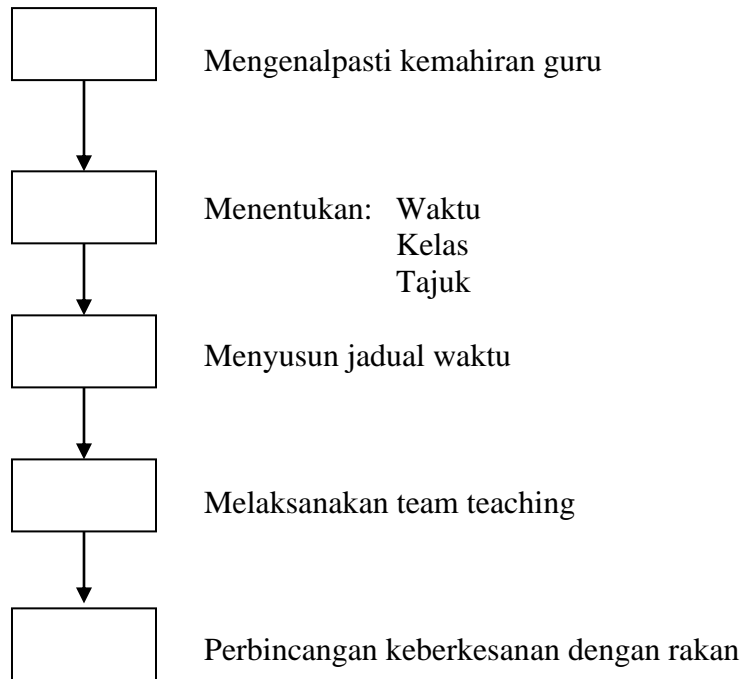 Mengenalpasti kemahiran guru
Menentukan: Waktu
Kelas
Tajuk
Menyusun jadual waktu
Melaksanakan team teaching
Perbincangan keberkesanan dengan rakan